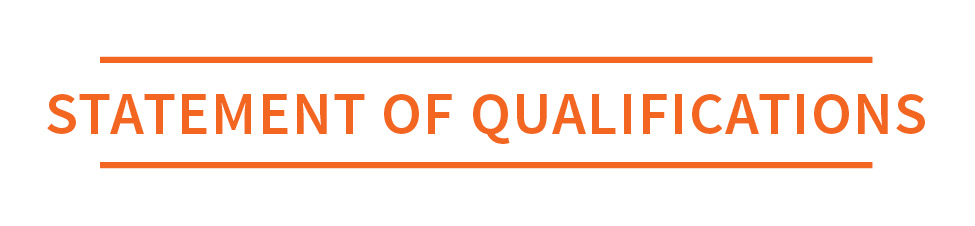 STATEMENT OF QUALIFICATIONS